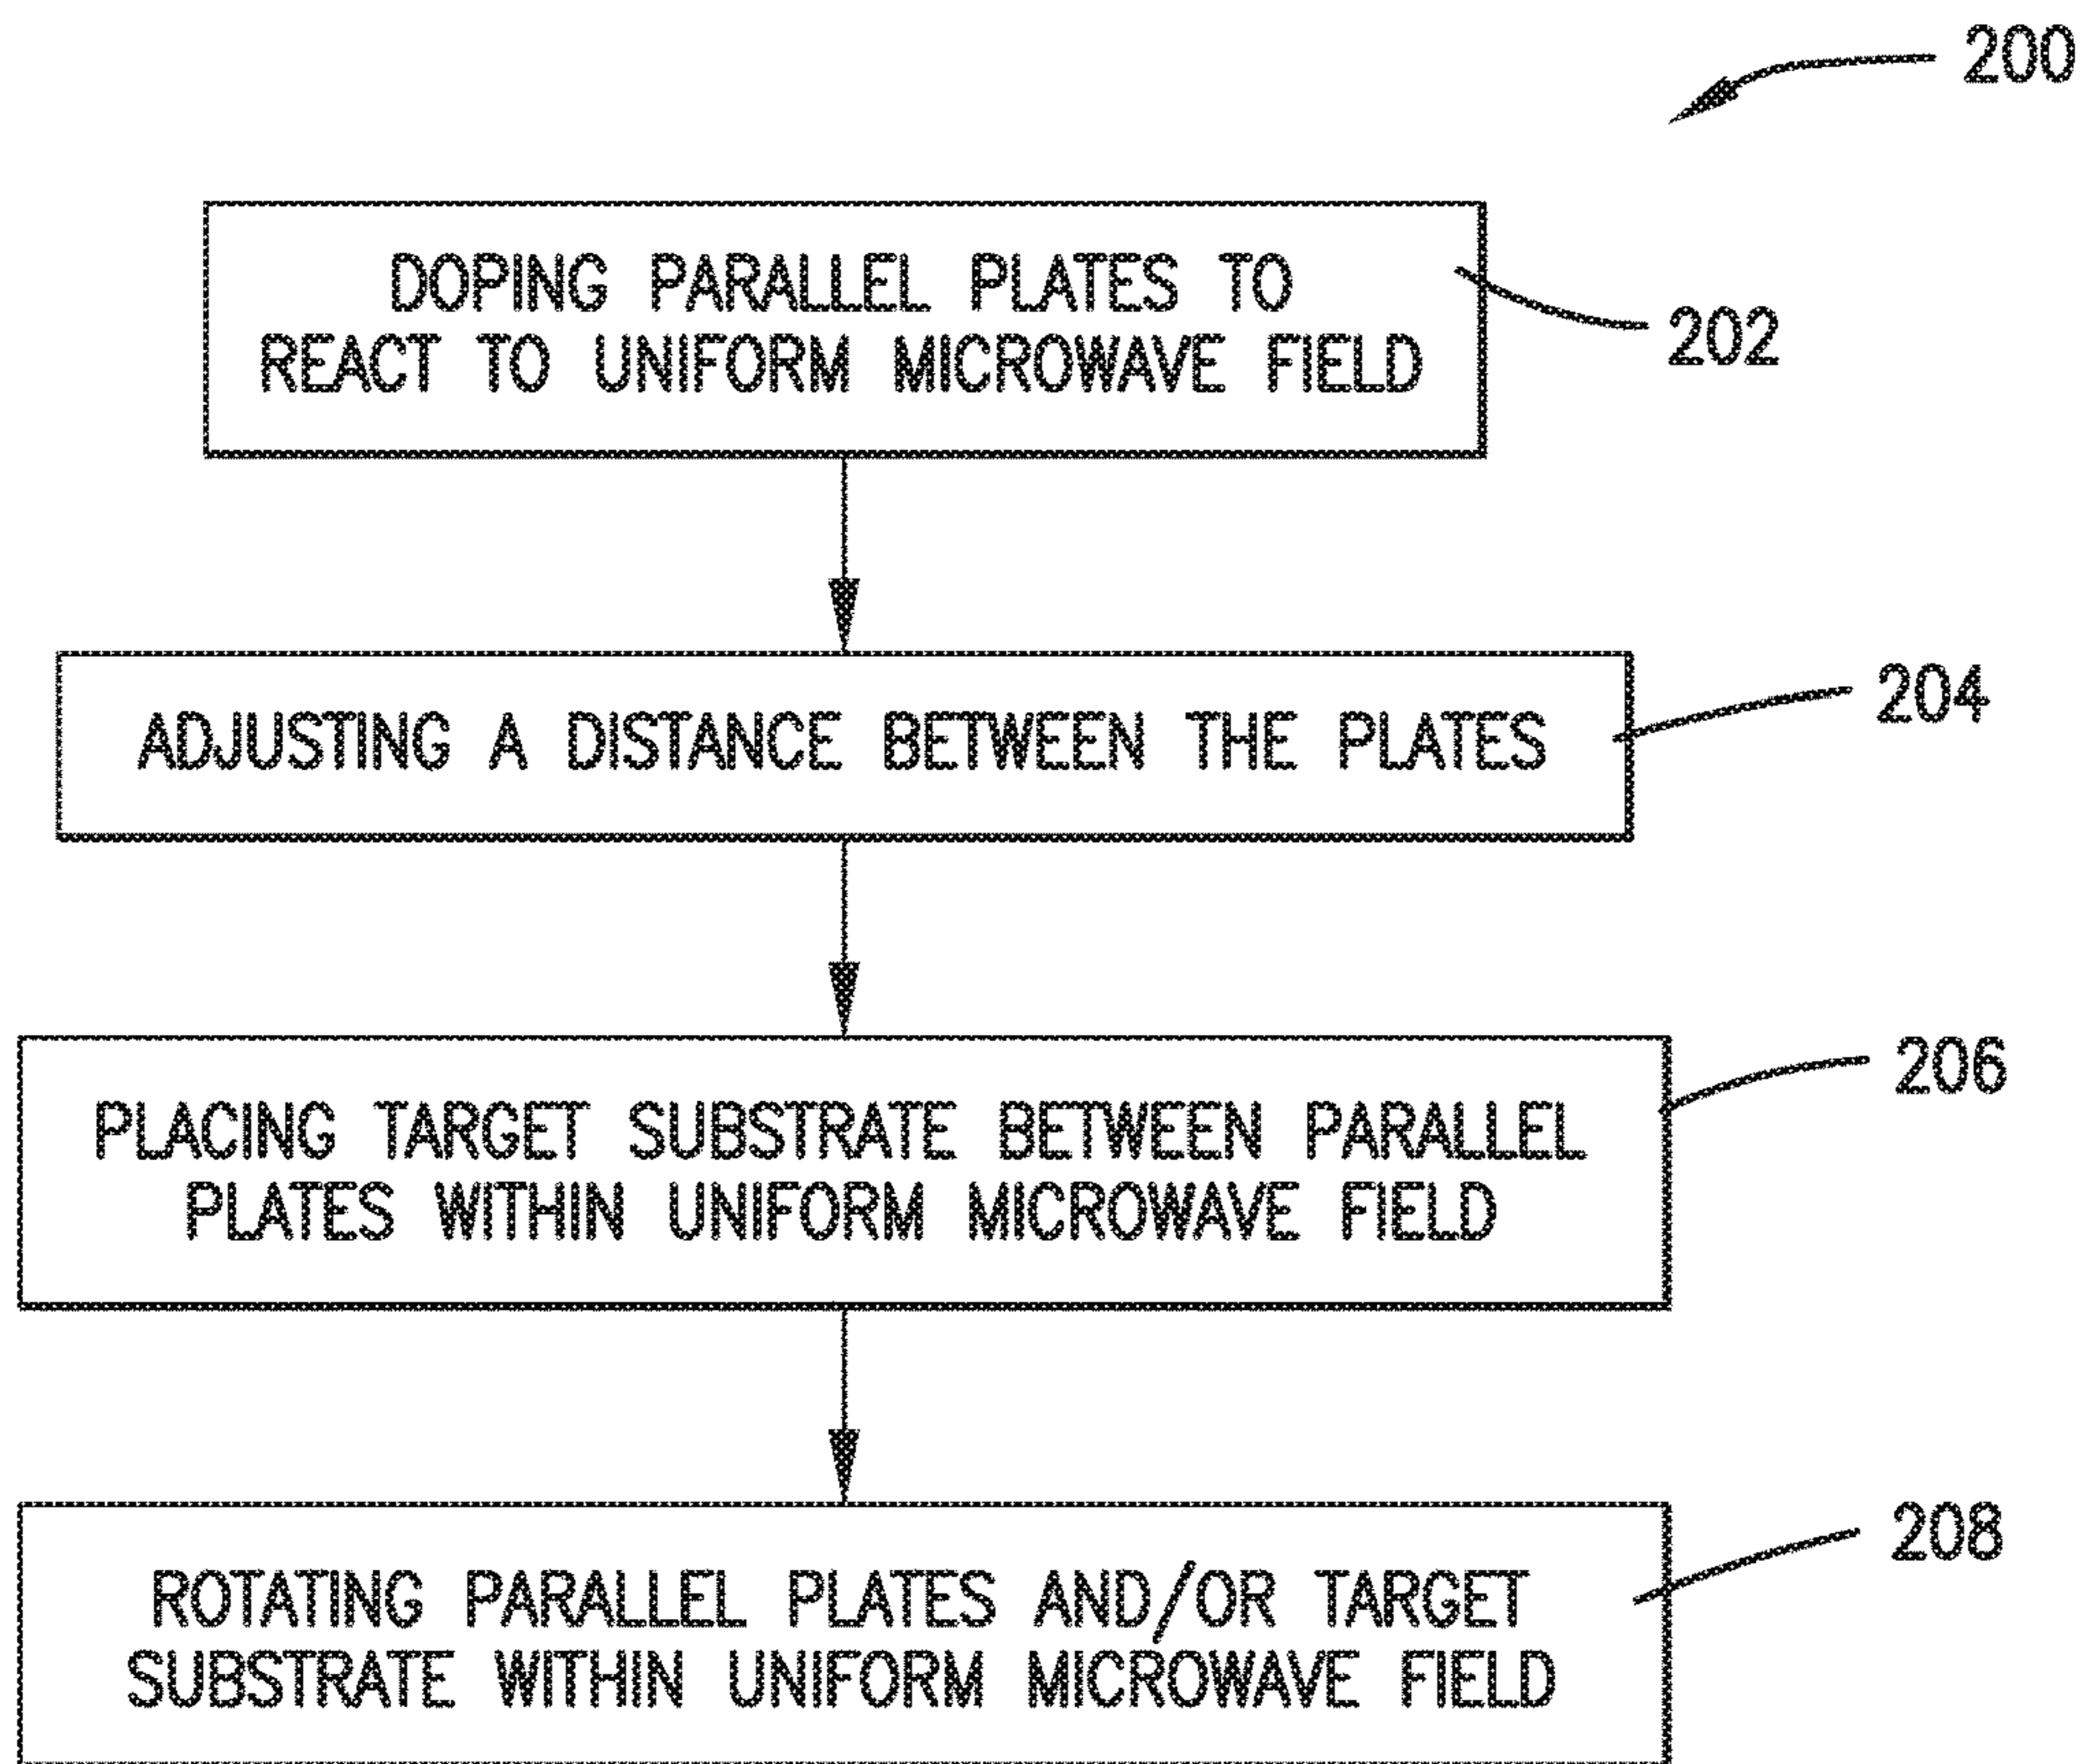 200
DOPING PARALLEL PLATES TO
REACT TO UNIFORM MICROWAVE FIELD
202
ADJUSTING A DISTANCE BETWEEN THE PLATES
204
PLACING TARGET SUBSTRATE BETWEEN PARALLEL
PLATES WITHIN UNIFORM MICROWAVE FIELD
206
ROTATING PARALLEL PLATES AND/OR TARGET
SUBSTRATE WITHIN UNIFORM MICROWAVE FIELD
208